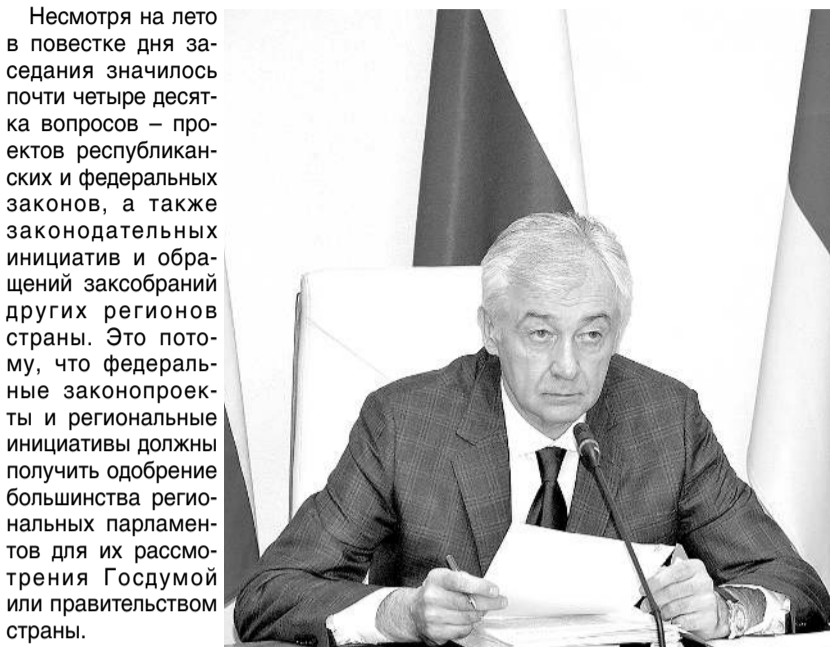 Несмотря на лето
в повестке дня за-
седания значилось
почти четыре десят-
ка вопросов – про-
ектов республикан-
ских и федеральных
законов, а также
законодательных
инициатив и обра-
щений заксобраний
других регионов
страны. Это пото-
му, что федераль-
ные законопроек-
ты и региональные
инициативы должны
получить одобрение
большинства регио-
нальных парламен-
тов для их рассмо-
трения Госдумой
или правительством
страны.